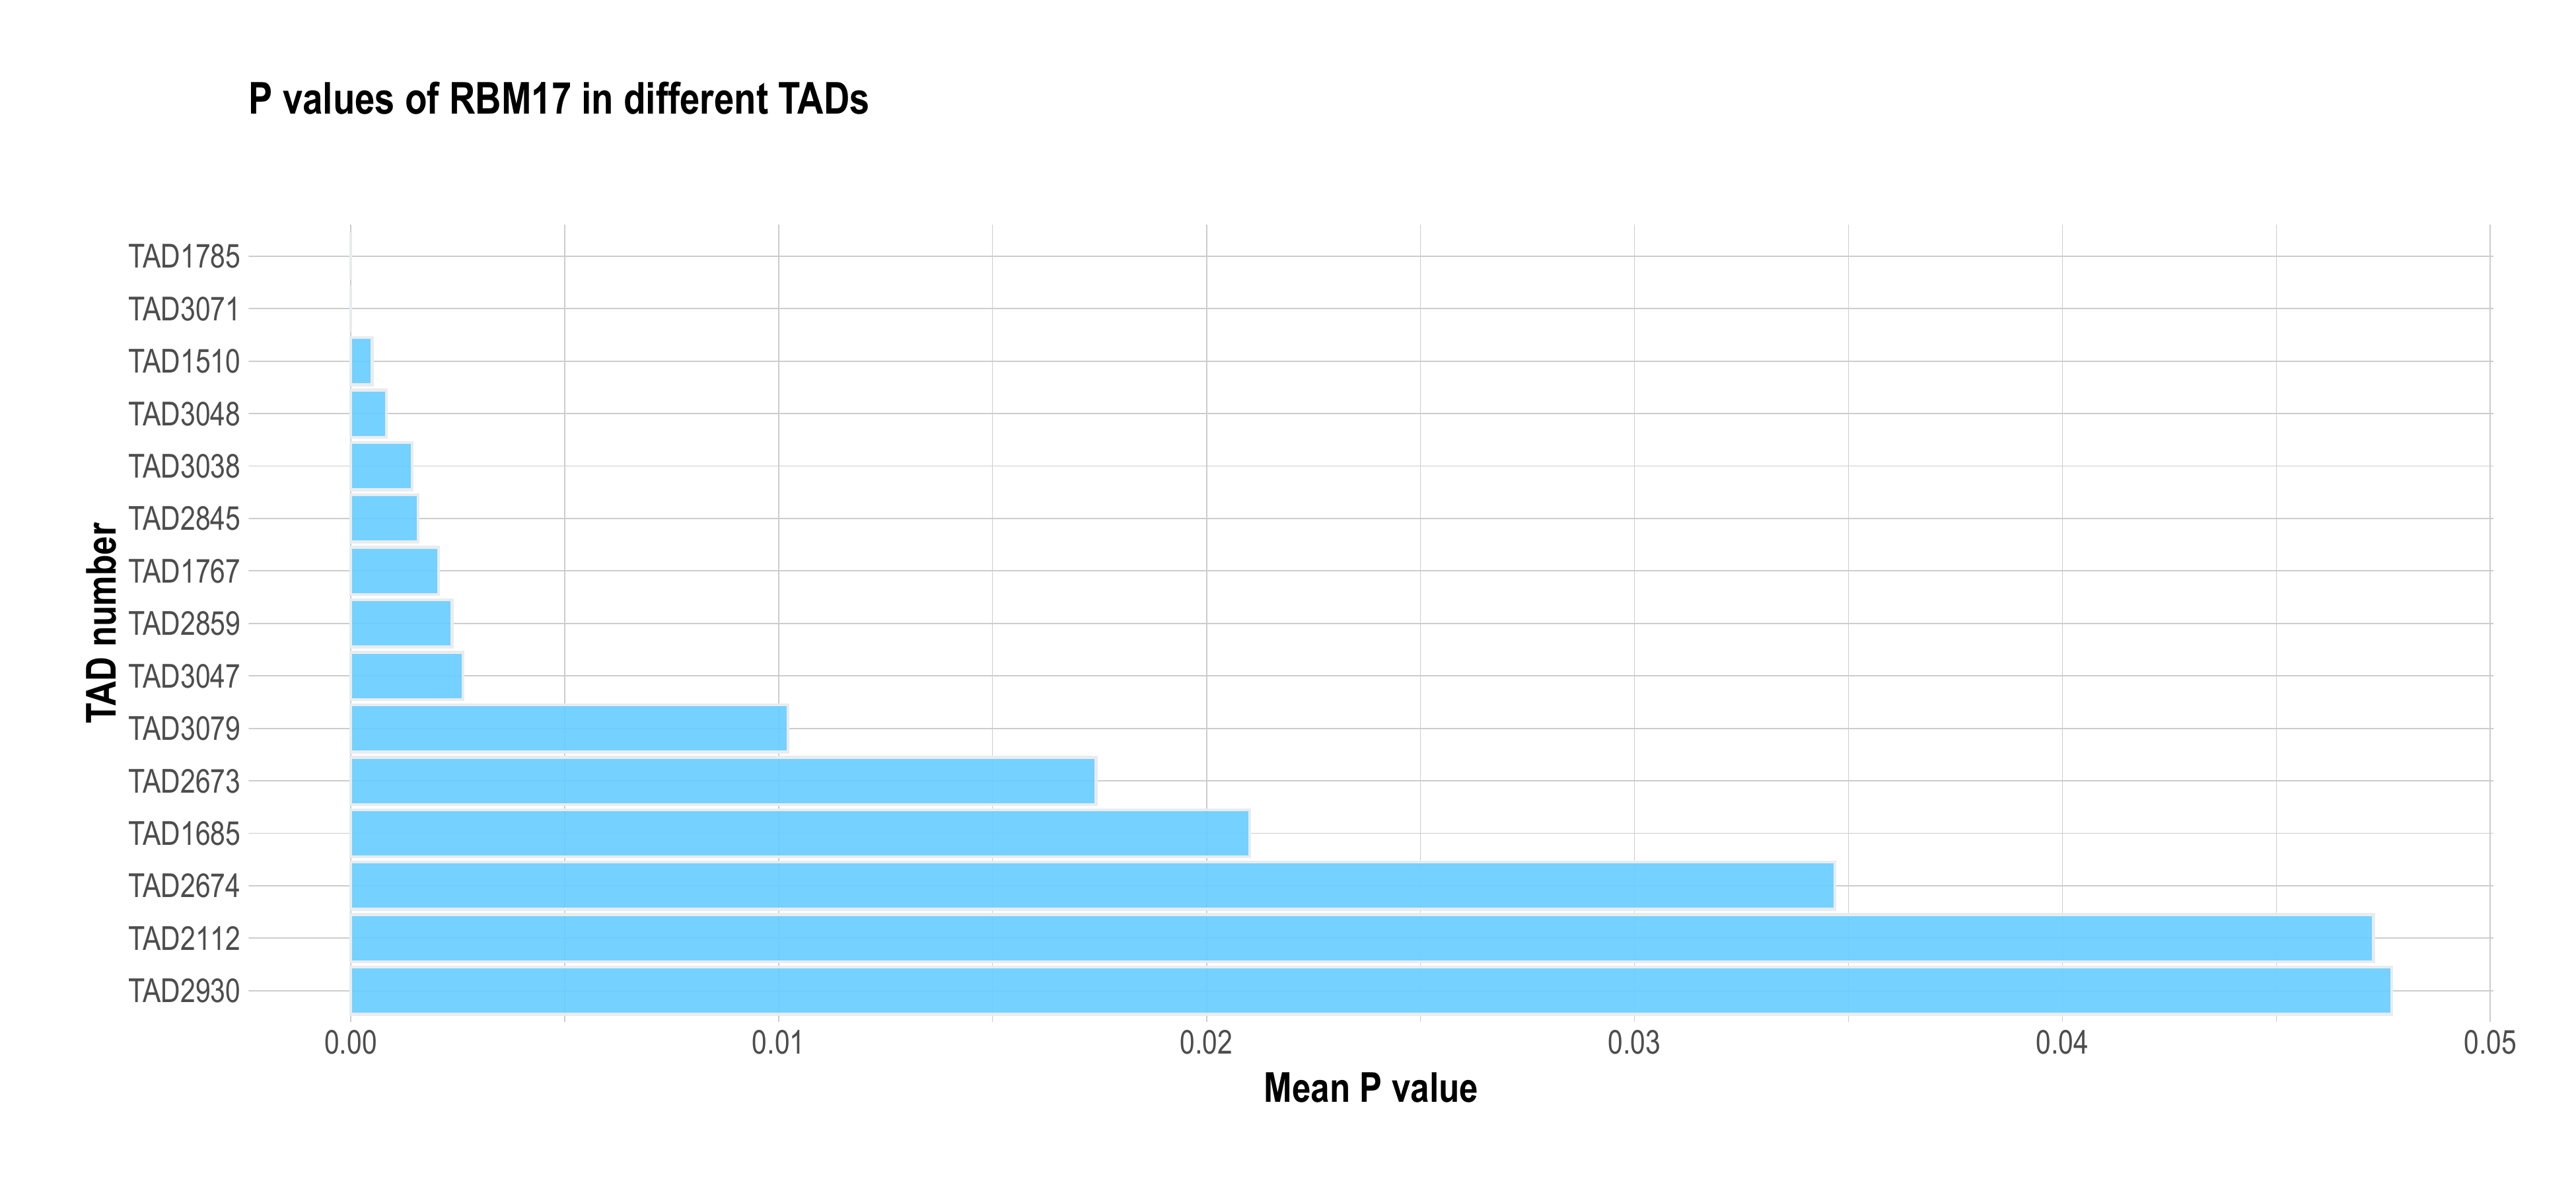 P values of RBM17 in different TADs
TAD number
TAD1785
TAD3071
TAD1510
TAD3048
TAD3038
TAD2845
TAD1767
TAD2859
TAD3047
TAD3079
TAD2673
TAD1685
TAD2674
TAD2112
TAD2930
0.00 0.01 0.02 0.03 0.04 0.05
Mean P value